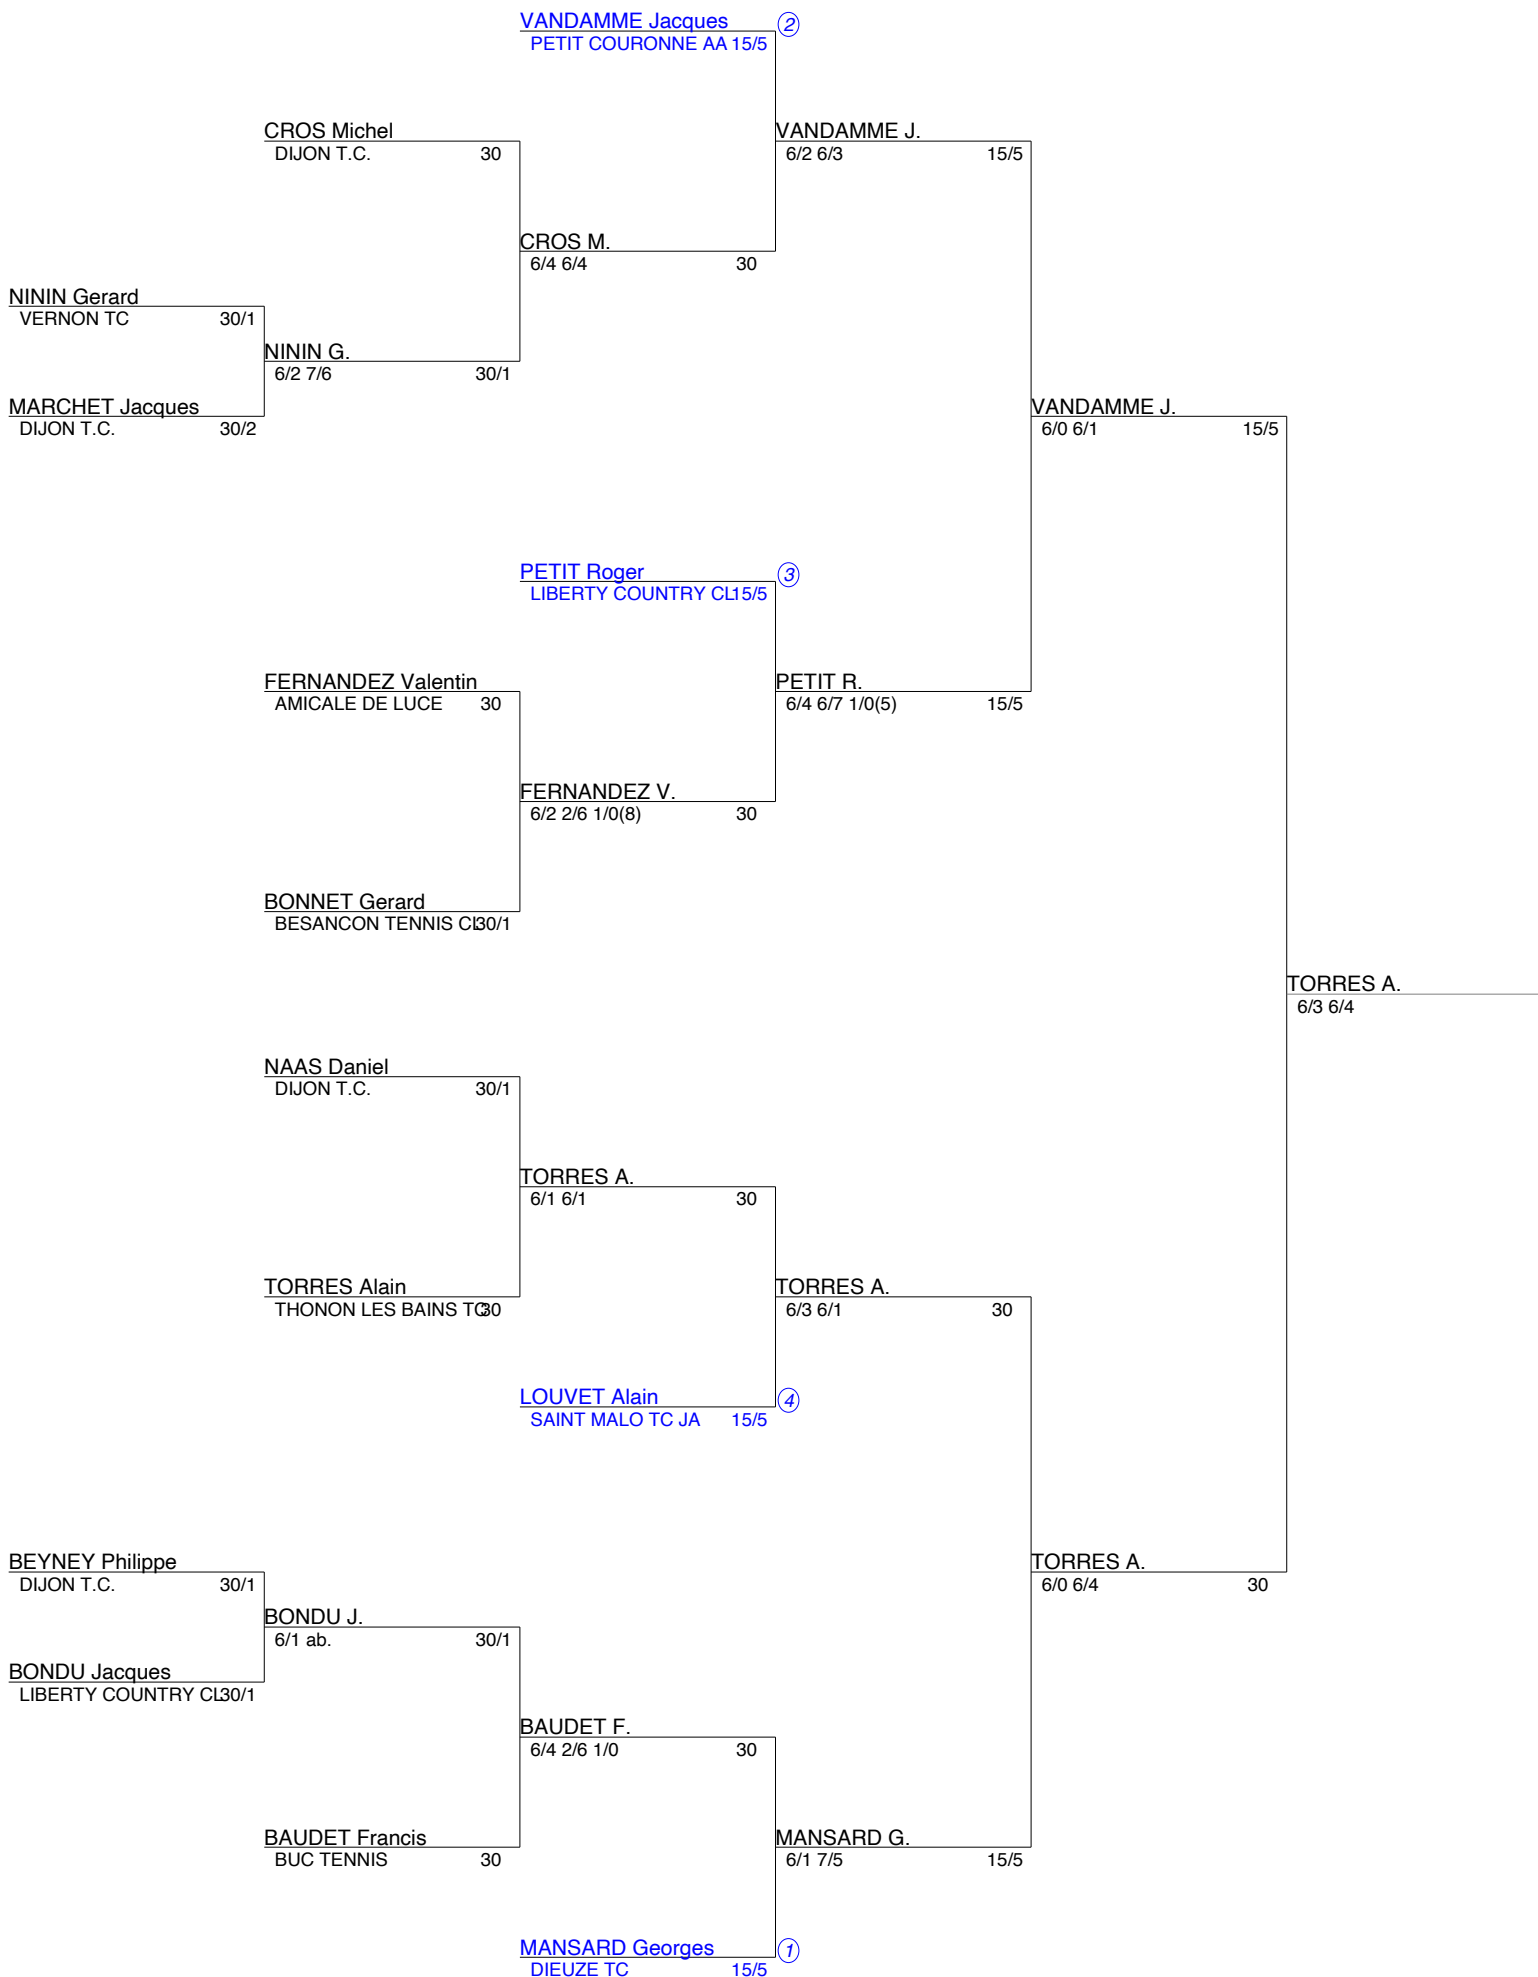 VANDAMME Jacques 2
PETIT COURONNE AA 15/5
CROS Michel
DIJON T.C. 30
VANDAMME J.
6/2 6/3 15/5
CROS M.
6/4 6/4 30
NININ Gerard
VERNON TC 30/1
NININ G.
6/2 7/6 30/1
MARCHET Jacques
DIJON T.C. 30/2
VANDAMME J.
6/0 6/1 15/5
PETIT Roger 3
LIBERTY COUNTRY CL 15/5
FERNANDEZ Valentin
AMICALE DE LUCE 30
PETIT R.
6/4 6/7 1/0(5) 15/5
FERNANDEZ V.
6/2 2/6 1/0(8) 30
BONNET Gerard
BESANCON TENNIS CL 30/1
TORRES A.
6/3 6/4
NAAS Daniel
DIJON T.C. 30/1
TORRES A.
6/1 6/1 30
TORRES Alain
THONON LES BAINS TC 30
TORRES A.
6/3 6/1 30
LOUVET Alain 4
SAINT MALO TC JA 15/5
BEYNEY Philippe
DIJON T.C. 30/1
TORRES A.
6/0 6/4 30
BONDU J.
6/1 ab. 30/1
BONDU Jacques
LIBERTY COUNTRY CL 30/1
BAUDET F.
6/4 2/6 1/0 30
BAUDET Francis
BUC TENNIS 30
MANSARD G.
6/1 7/5 15/5
MANSARD Georges 1
DIEUZE TC 15/5